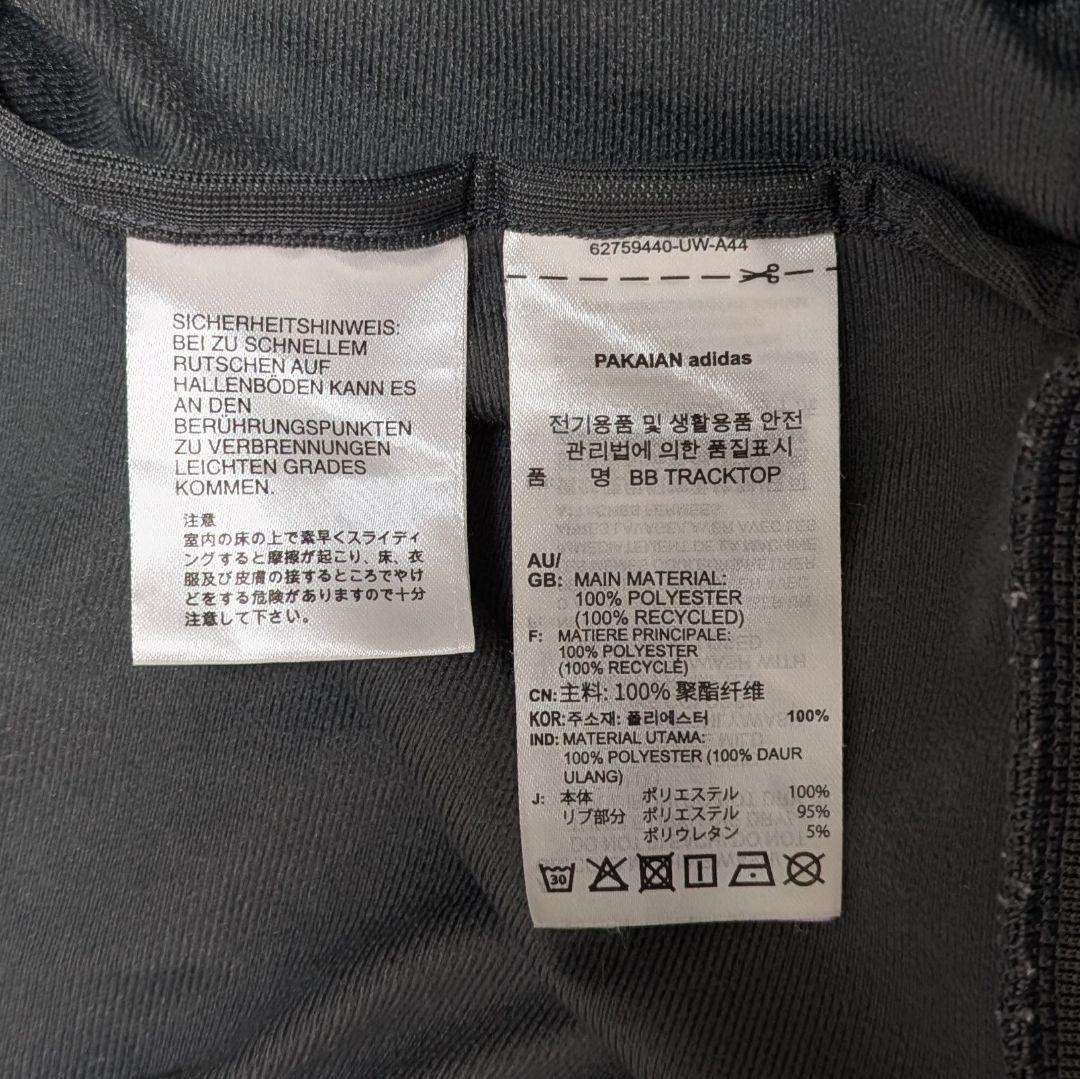 SICHERHEITSHINWEIS:
BEI ZU SCHNELLEM
RUTSCHEN AUF
HALLENBÖDEN KANN ES
AN DEN
BERÜHRUNGSPUNKTEN
ZU VERBRENNUNGEN
LEICHTEN GRADES
KOMMEN.
注意
室内の床の上で素早くスライディ
ングすると摩擦が起こり、床、衣
服及び皮膚の接するところでやけ
どをする危険がありますので十分
注意して下さい。
62759440-UW-A44
PAKAIAN adidas
전기용품 및 생활용품 안전
관리법에 의한 품질표시
품 명 BB TRACKTOP
AU/
GB: MAIN MATERIAL:
100% POLYESTER
(100% RECYCLED)
F: MATIERE PRINCIPALE:
100% POLYESTER
(100% RECYCLÉ)
CN: 主料: 100% 聚酯纤维
KOR: 주소재: 폴리에스터 100%
IND: MATERIAL UTAMA:
100% POLYESTER (100% DAUR
ULANG)
J: 本体 ポリエステル 100%
リブ部分 ポリエステル 95%
ポリウレタン 5%
30